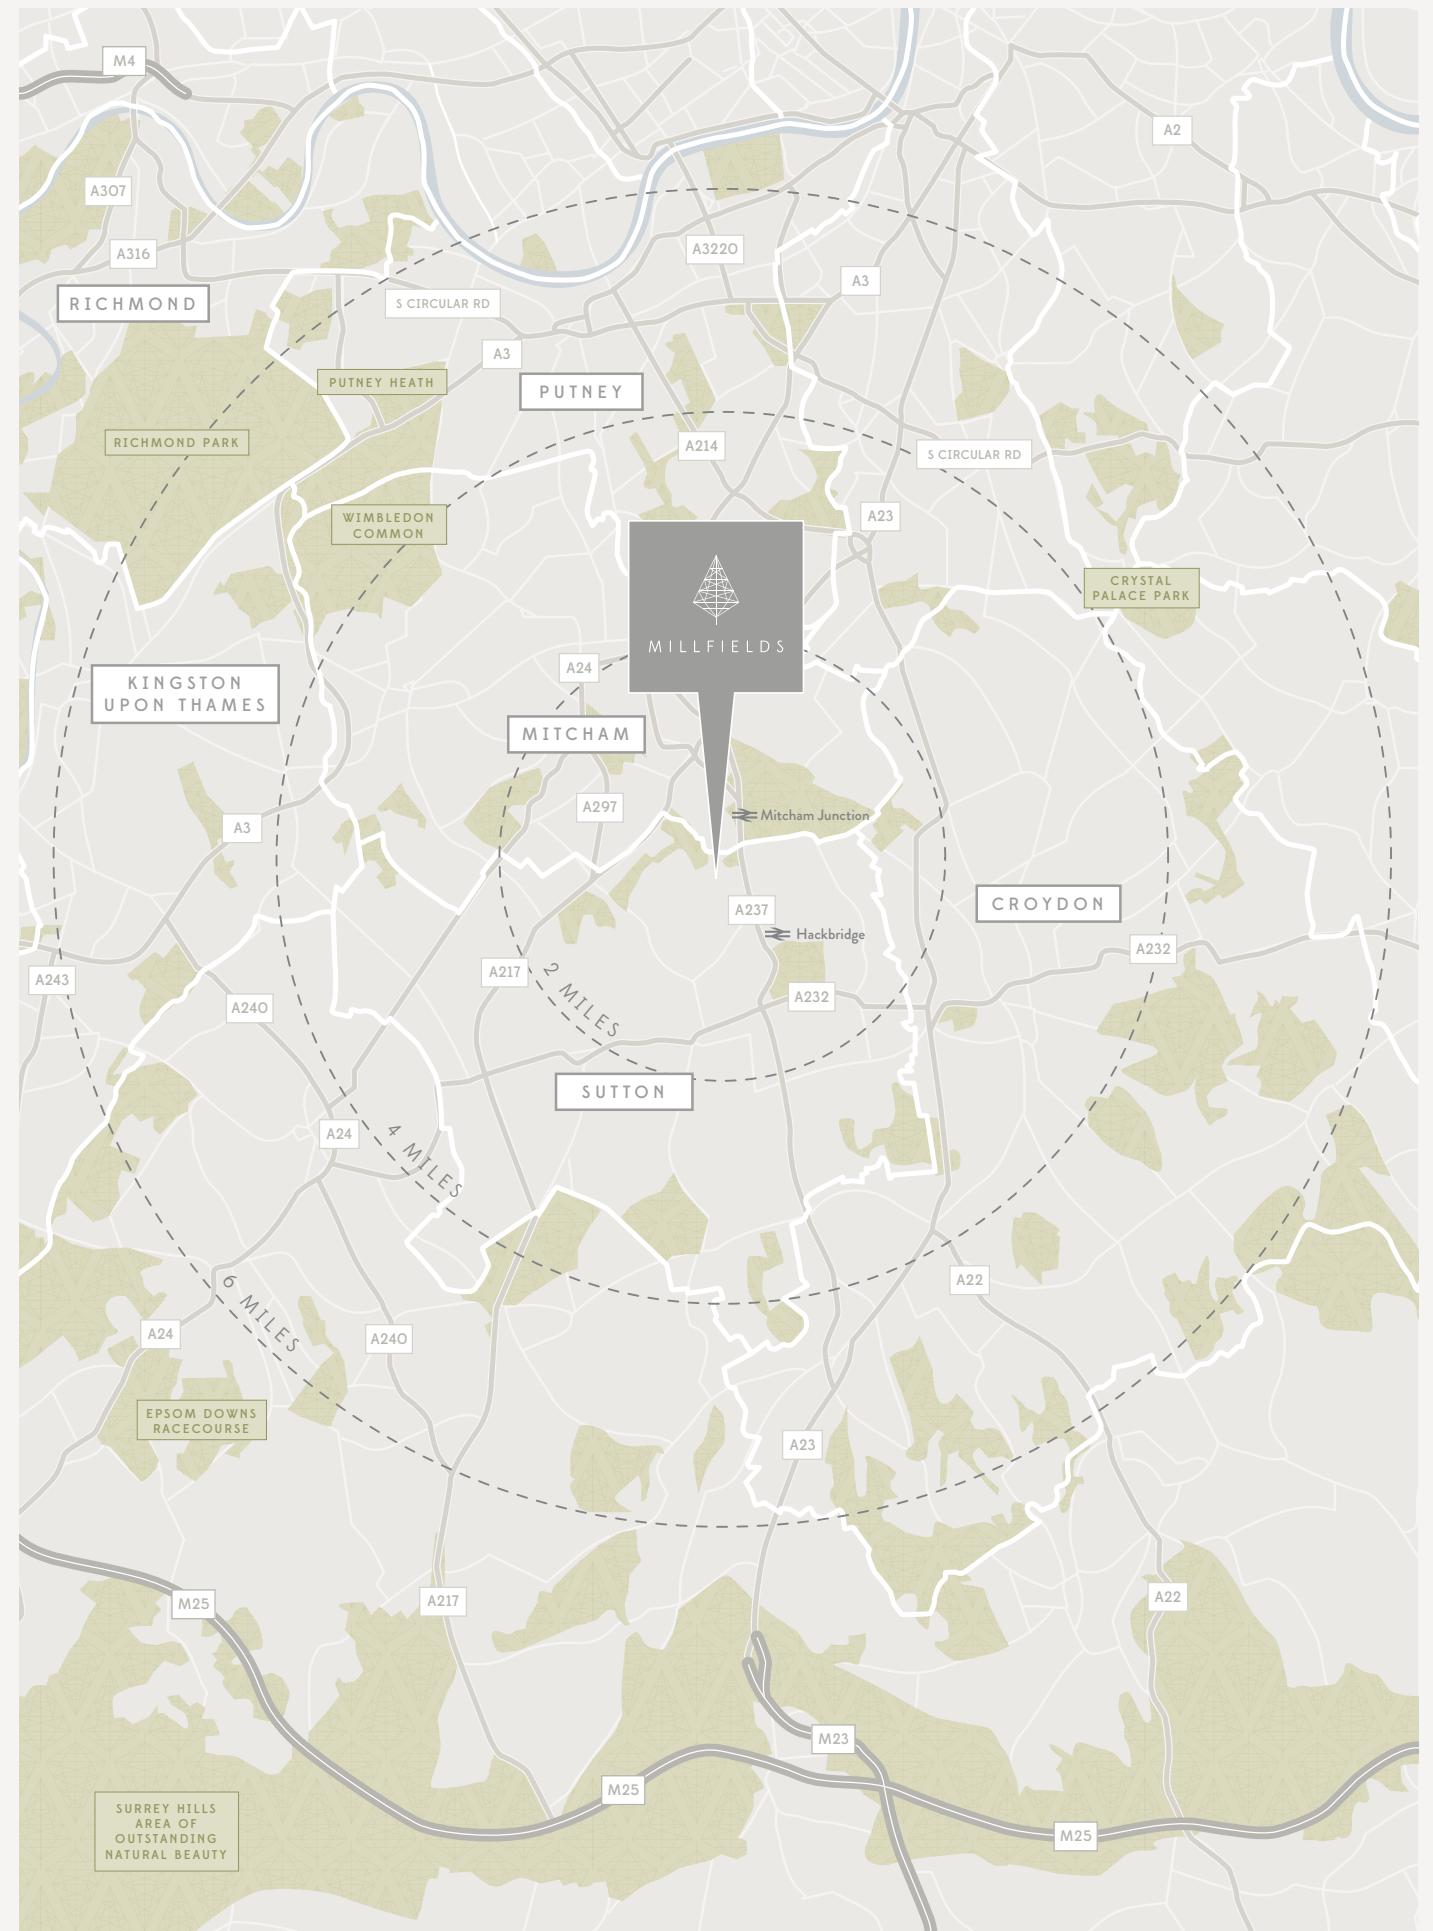 M4
A2
A307
A316
A3220
A3
RICHMOND
S CIRCULAR RD
A3
PUTNEY HEATH
PUTNEY
RICHMOND PARK
A214
S CIRCULAR RD
WIMBLEDON
COMMON
A23
CRYSTAL
PALACE PARK
MILLFIELDS
A24
KINGSTON
UPON THAMES
MITCHAM
A297
Mitcham Junction
A3
A237
CROYDON
Hackbridge
A232
A243
A217
2 MILES
A232
A240
SUTTON
A24
4 MILES
A22
6 MILES
A24
A240
EPSOM DOWNS
RACECOURSE
A23
M25
A217
A22
M23
M25
SURREY HILLS
AREA OF
OUTSTANDING
NATURAL BEAUTY
M25